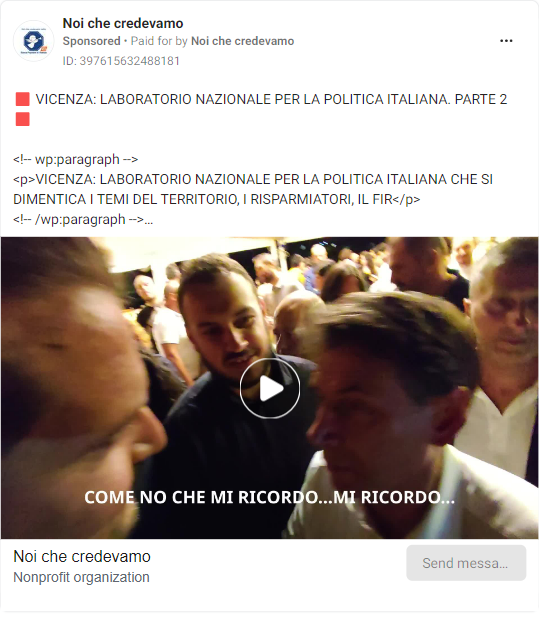 Noi che credevamo
Sponsored • Paid for by Noi che credevamo
ID: 397615632488181
🟥 VICENZA: LABORATORIO NAZIONALE PER LA POLITICA ITALIANA. PARTE 2
🟥
<!-- wp:paragraph -->
<p>VICENZA: LABORATORIO NAZIONALE PER LA POLITICA ITALIANA CHE SI
DIMENTICA I TEMI DEL TERRITORIO, I RISPARMIATORI, IL FIR</p>
<!-- /wp:paragraph -->...
COME NO CHE MI RICORDO...MI RICORDO...
Noi che credevamo
Nonprofit organization
Send messa...